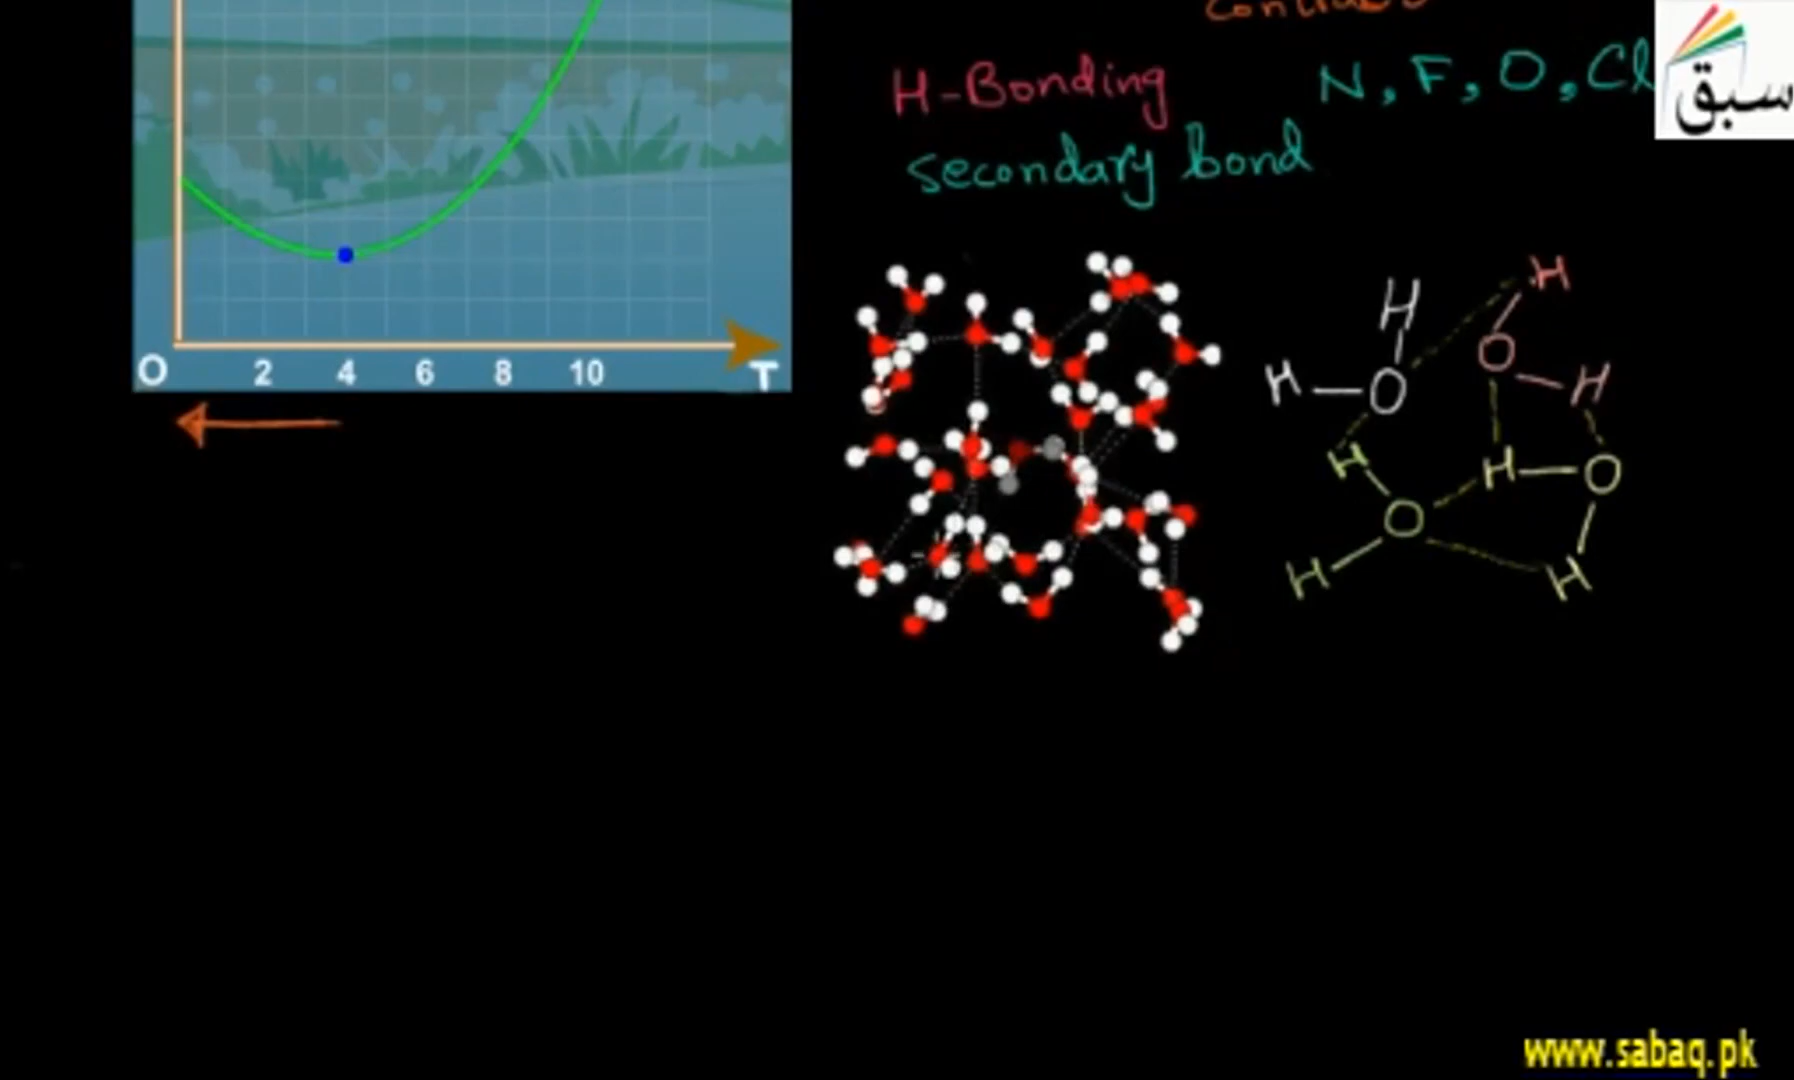 H-Bonding
N, F, O, Cl
secondary bond
سبق
O 2 4 6 8 10 T
H
H
H
O
O
H
H
H
O
O
H
H
www.sabaq.pk